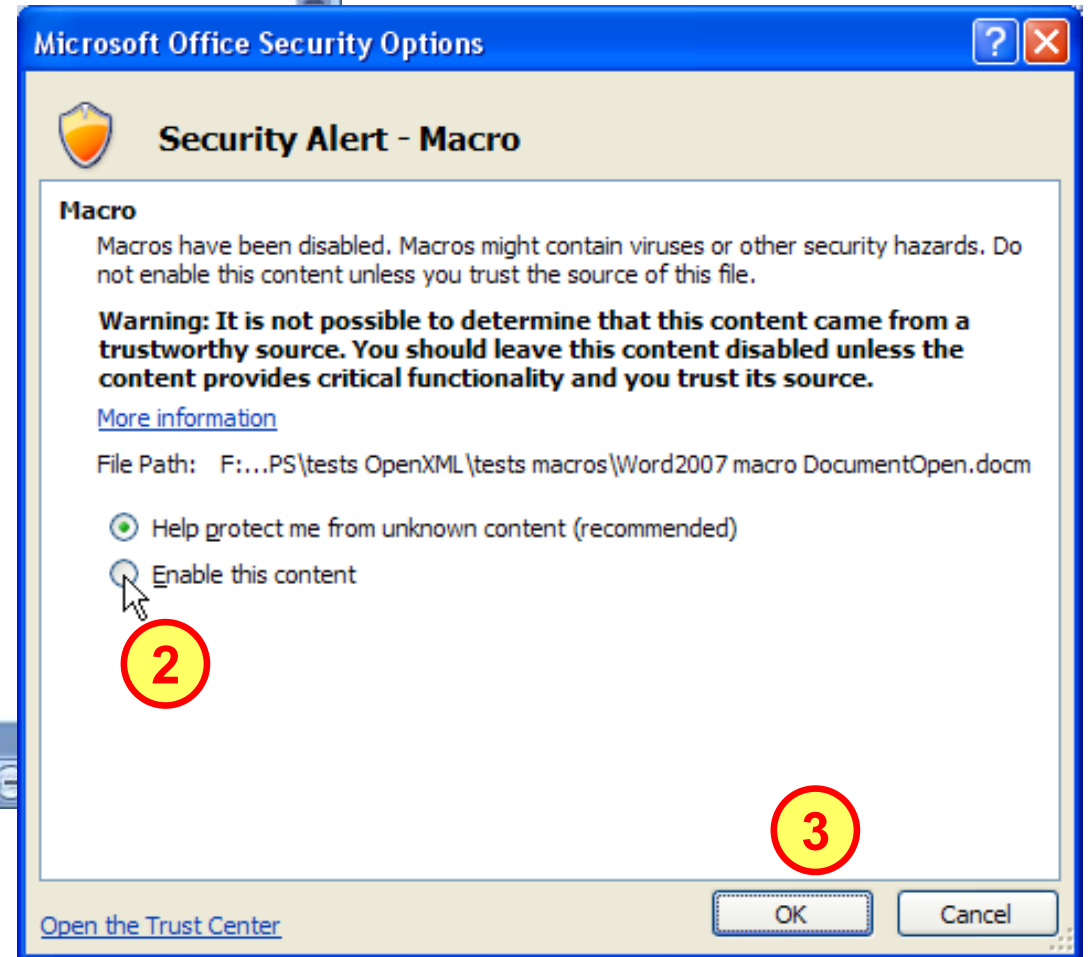 Microsoft Office Security Options
Security Alert - Macro
Macro
Macros have been disabled. Macros might contain viruses or other security hazards. Do
not enable this content unless you trust the source of this file.
Warning: It is not possible to determine that this content came from a
trustworthy source. You should leave this content disabled unless the
content provides critical functionality and you trust its source.
More information
File Path: F:...PS\tests OpenXML\tests macros\Word2007 macro DocumentOpen.docm
Help protect me from unknown content (recommended)
Enable this content
2
3
Open the Trust Center
OK
Cancel